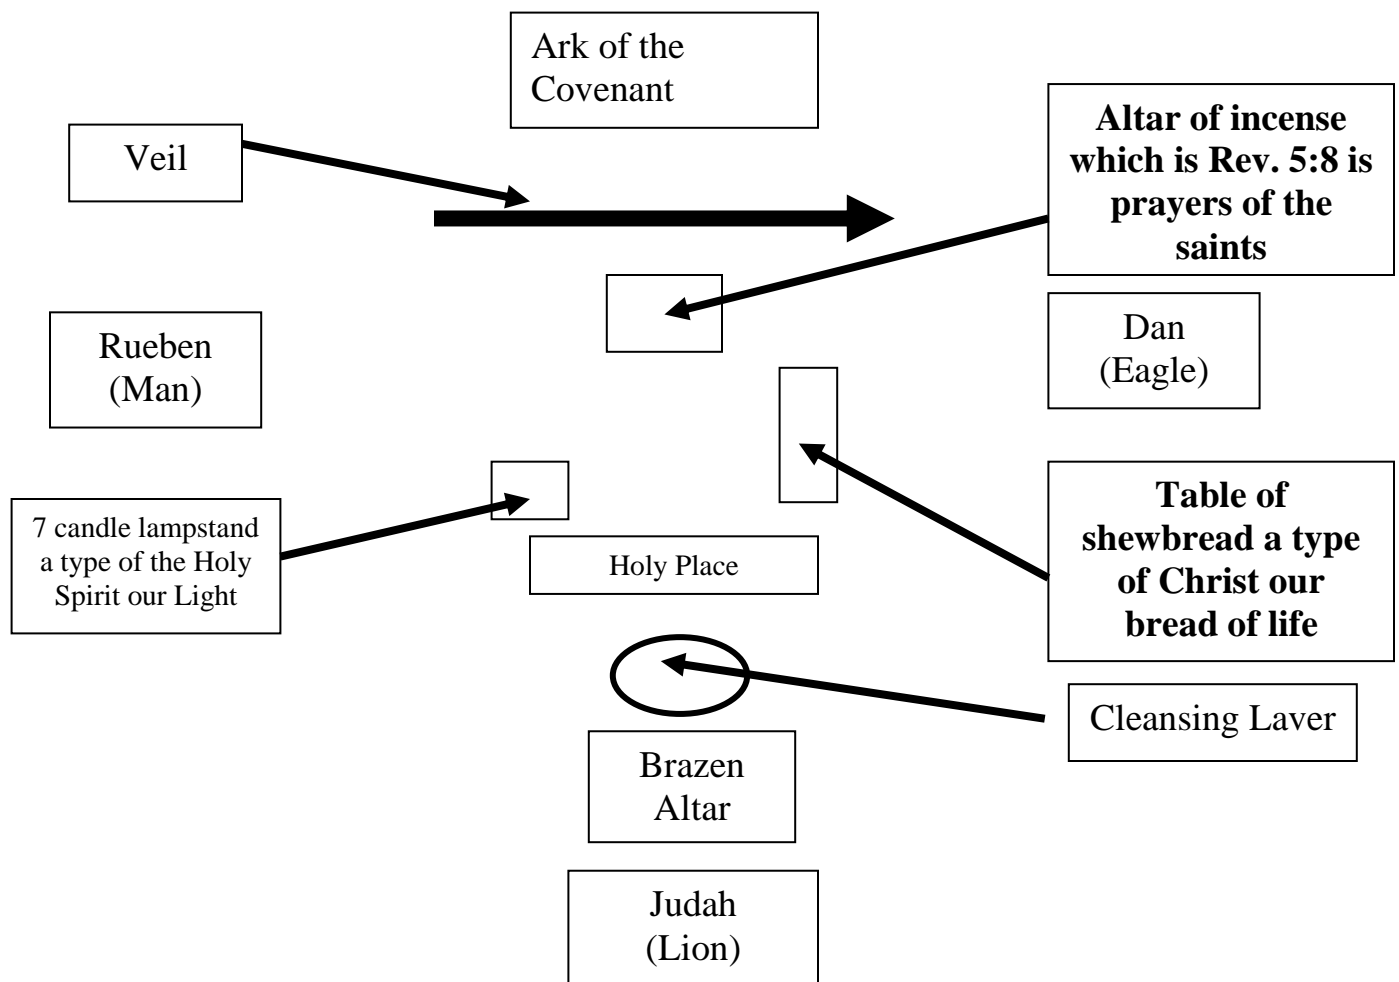 Ark of the
Covenant
Veil
Altar of incense
which is Rev. 5:8 is
prayers of the
saints
Rueben
(Man)
Dan
(Eagle)
7 candle lampstand
a type of the Holy
Spirit our Light
Holy Place
Table of
shewbread a type
of Christ our
bread of life
Cleansing Laver
Brazen
Altar
Judah
(Lion)